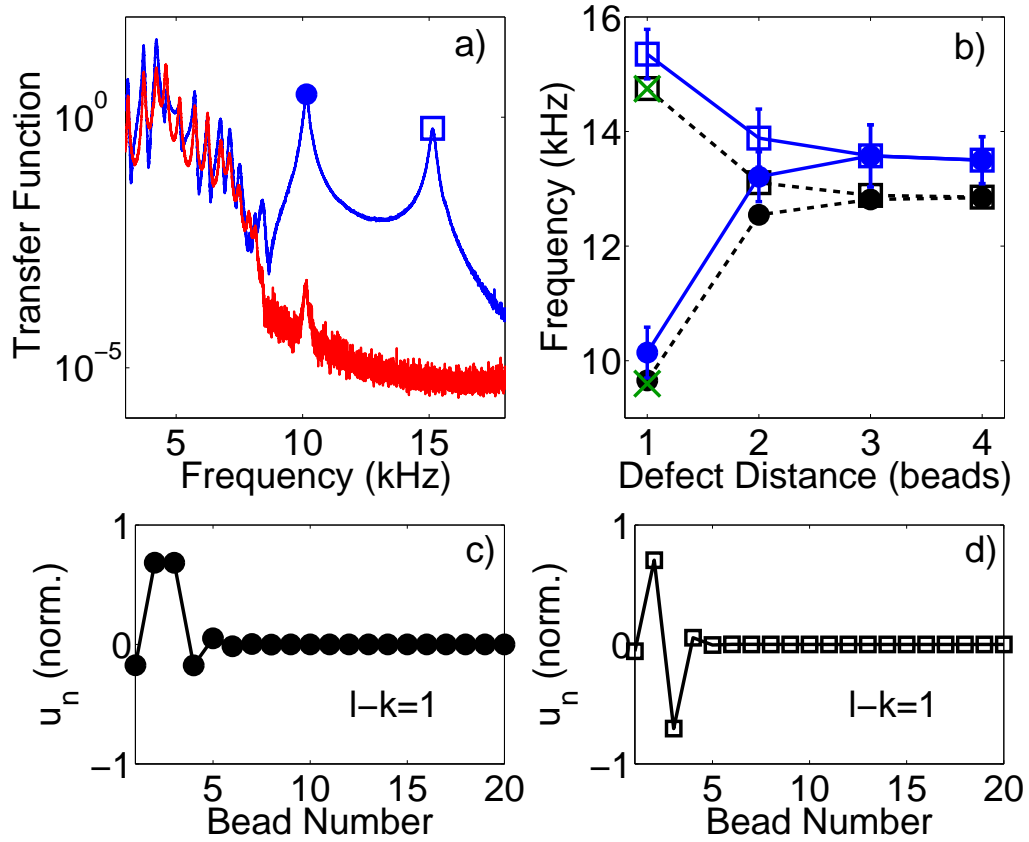 a)
Transfer Function
10^0
10^−5
5 10 15
Frequency (kHz)
b)
Frequency (kHz)
16
14
12
10
1 2 3 4
Defect Distance (beads)
c)
u_n (norm.)
1
0
−1
l−k=1
5 10 15 20
Bead Number
d)
u_n (norm.)
1
0
−1
l−k=1
5 10 15 20
Bead Number